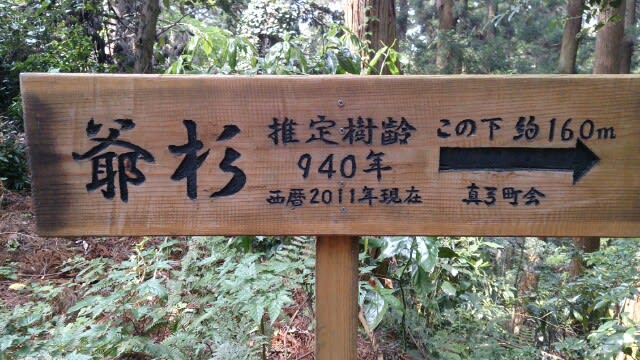 爺杉
推定樹齢
940年
西暦2011年現在
この下 約160m
真弓町会